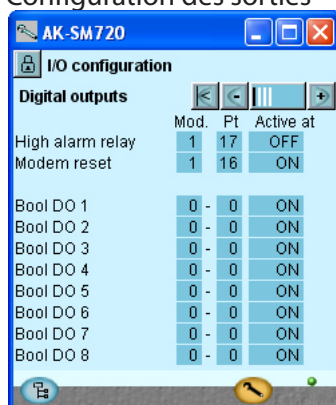 Configuration des sorties
AK-SM720
I/O configuration
Digital outputs
Mod. Pt Active at
High alarm relay 1 17 OFF
Modem reset 1 16 ON
Bool DO 1 0 - 0 ON
Bool DO 2 0 - 0 ON
Bool DO 3 0 - 0 ON
Bool DO 4 0 - 0 ON
Bool DO 5 0 - 0 ON
Bool DO 6 0 - 0 ON
Bool DO 7 0 - 0 ON
Bool DO 8 0 - 0 ON